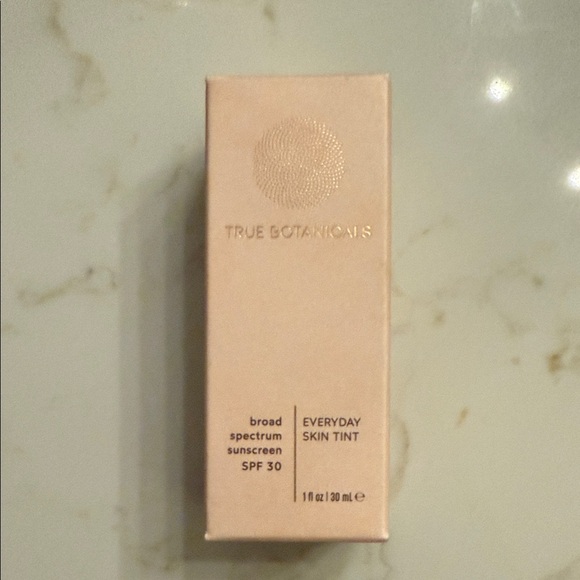 TRUE BOTANICALS
broad
spectrum
sunscreen
SPF 30
EVERYDAY
SKIN TINT
1 fl oz | 30 mL ℮